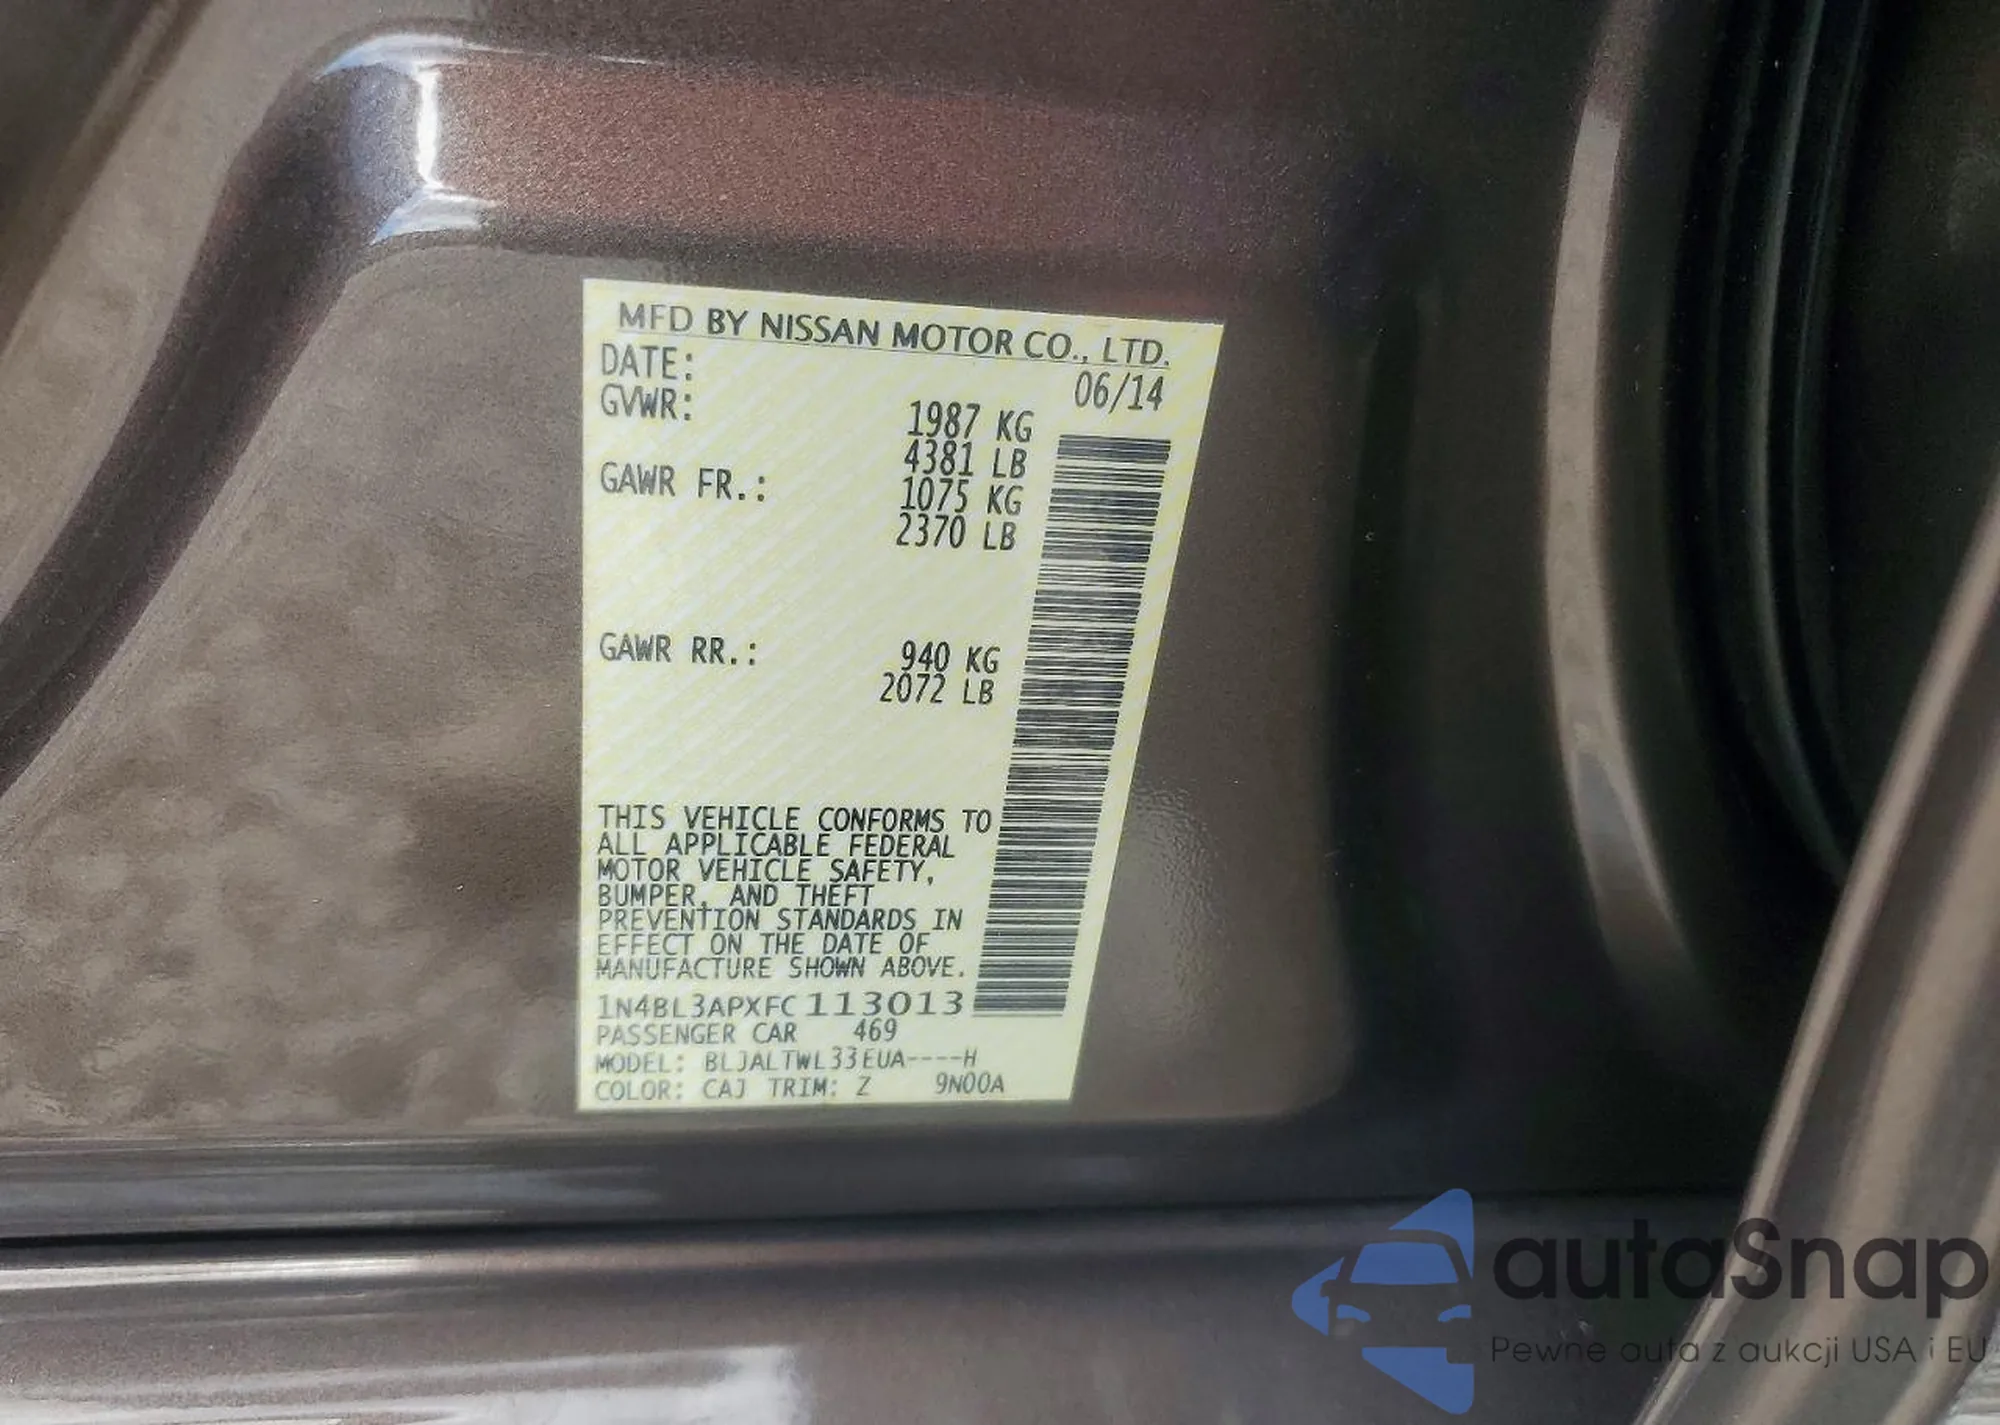 MFD BY NISSAN MOTOR CO., LTD.
DATE: 06/14
GVWR: 1987 KG
4381 LB
GAWR FR.: 1075 KG
2370 LB
GAWR RR.: 940 KG
2072 LB
THIS VEHICLE CONFORMS TO
ALL APPLICABLE FEDERAL
MOTOR VEHICLE SAFETY,
BUMPER, AND THEFT
PREVENTION STANDARDS IN
EFFECT ON THE DATE OF
MANUFACTURE SHOWN ABOVE.
1N4BL3APXFC113013
PASSENGER CAR 469
MODEL: BLJALTWL33EUA----H
COLOR: CAJ TRIM: Z 9N00A
autaSnap
Pewne auta z aukcji USA i EU